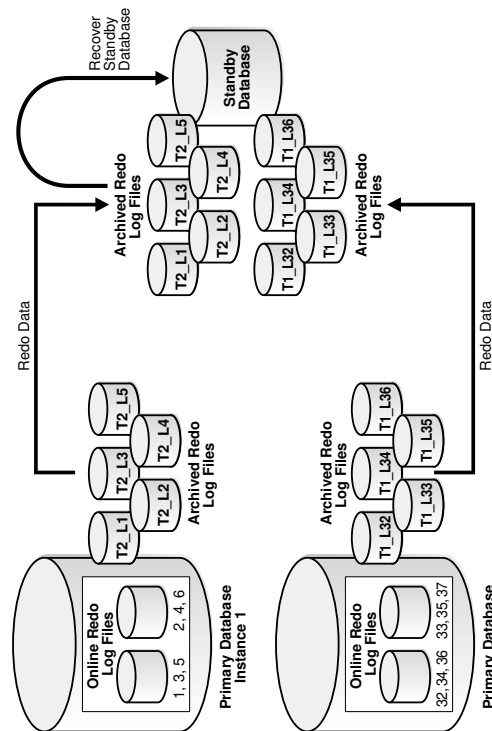 Primary Database
Instance 1
Online Redo
Log Files
1, 3, 5
2, 4, 6
T2_L1
T2_L2
T2_L3
T2_L4
T2_L5
Archived Redo
Log Files
Redo Data
Archived Redo
Log Files
T2_L1
T2_L2
T2_L3
T2_L4
T2_L5
Recover
Standby
Database
Standby
Database
Primary Database
Online Redo
Log Files
32, 34, 36
33, 35, 37
Archived Redo
Log Files
T1_L32
T1_L33
T1_L34
T1_L35
T1_L36
Redo Data
T1_L32
T1_L33
T1_L34
T1_L35
T1_L36
Archived Redo
Log Files